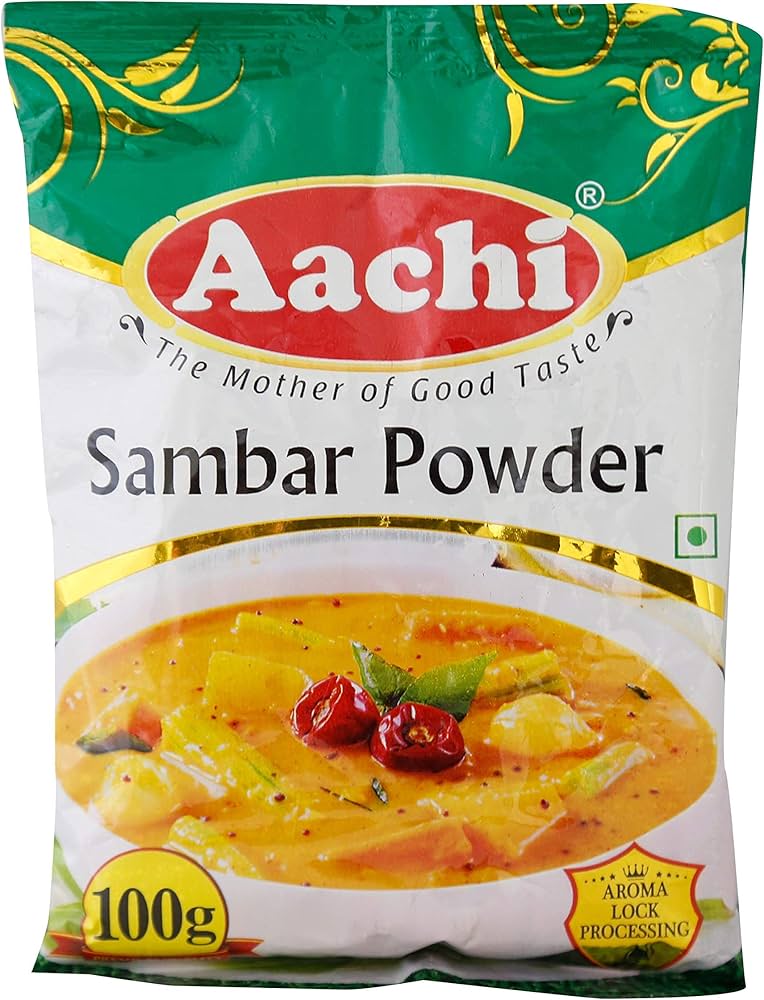 Aachi®
The Mother of Good Taste
Sambar Powder
100g
AROMA
LOCK
PROCESSING